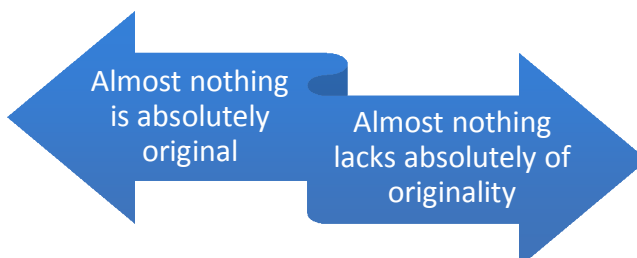 Almost nothing
is absolutely
original
Almost nothing
lacks absolutely of
originality